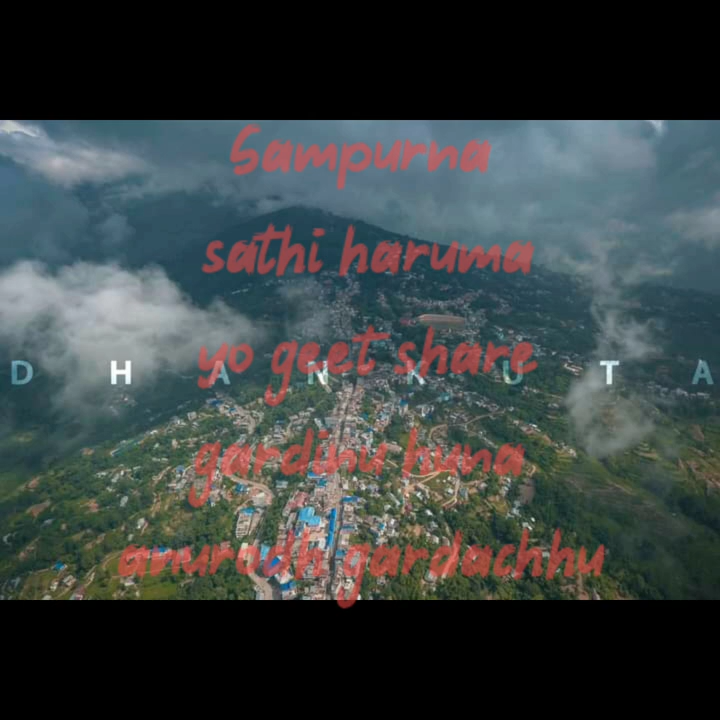 Sampurna
sathi haruma
yo geet share
DHANKUTA
gardinu huna
anurodh gardachhu